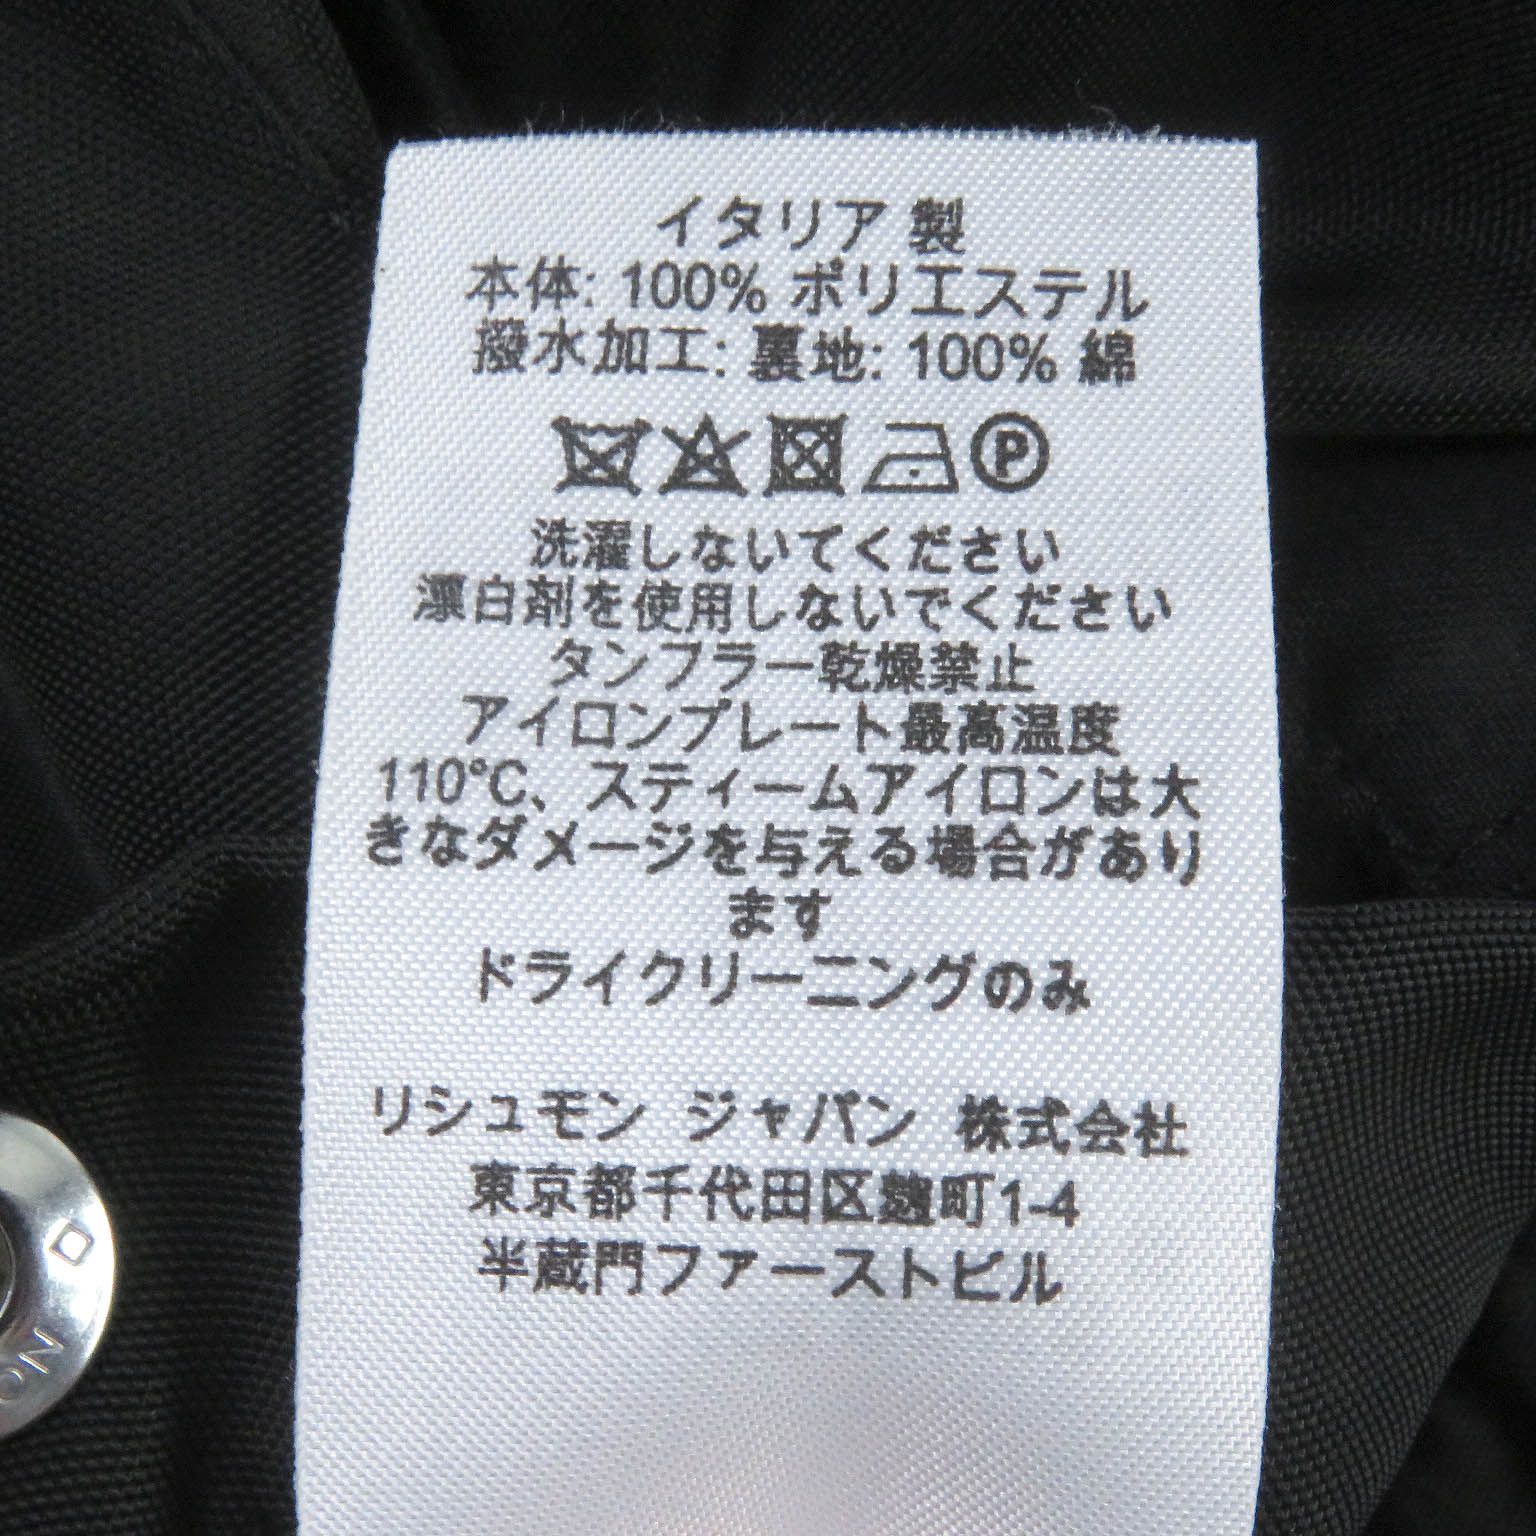 イタリア 製
本体: 100% ポリエステル
撥水加工: 裏地: 100% 綿
P
洗濯しないてください
漂白剤を使用しないでください
タンブラー乾燥禁止
アイロンプレート最高温度
110℃、スティームアイロンは大
きなダメージを与える場合があり
ます
ドライクリーニングのみ
リシュモン ジャパン 株式会社
東京都千代田区麹町1-4
半蔵門ファーストビル
ON